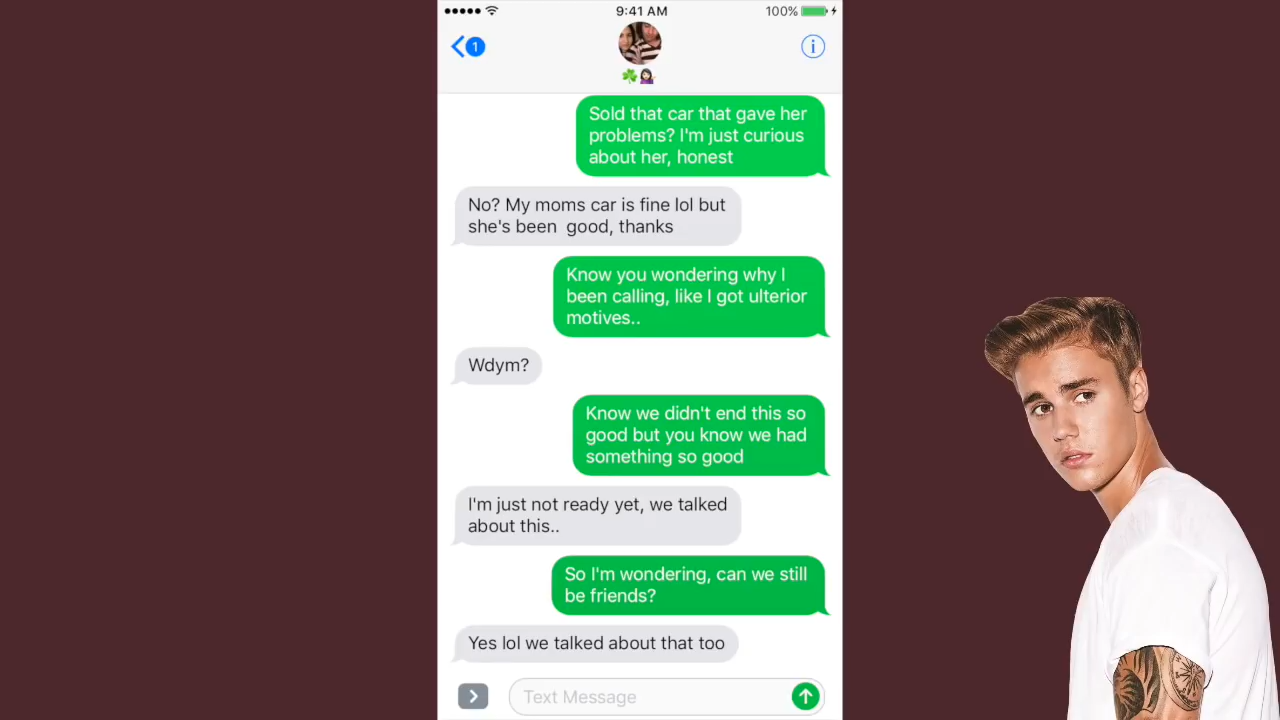 9:41 AM
100%
1
Sold that car that gave her
problems? I'm just curious
about her, honest
No? My moms car is fine lol but
she's been  good, thanks
Know you wondering why I
been calling, like I got ulterior
motives..
Wdym?
Know we didn't end this so
good but you know we had
something so good
I'm just not ready yet, we talked
about this..
So I'm wondering, can we still
be friends?
Yes lol we talked about that too
Text Message